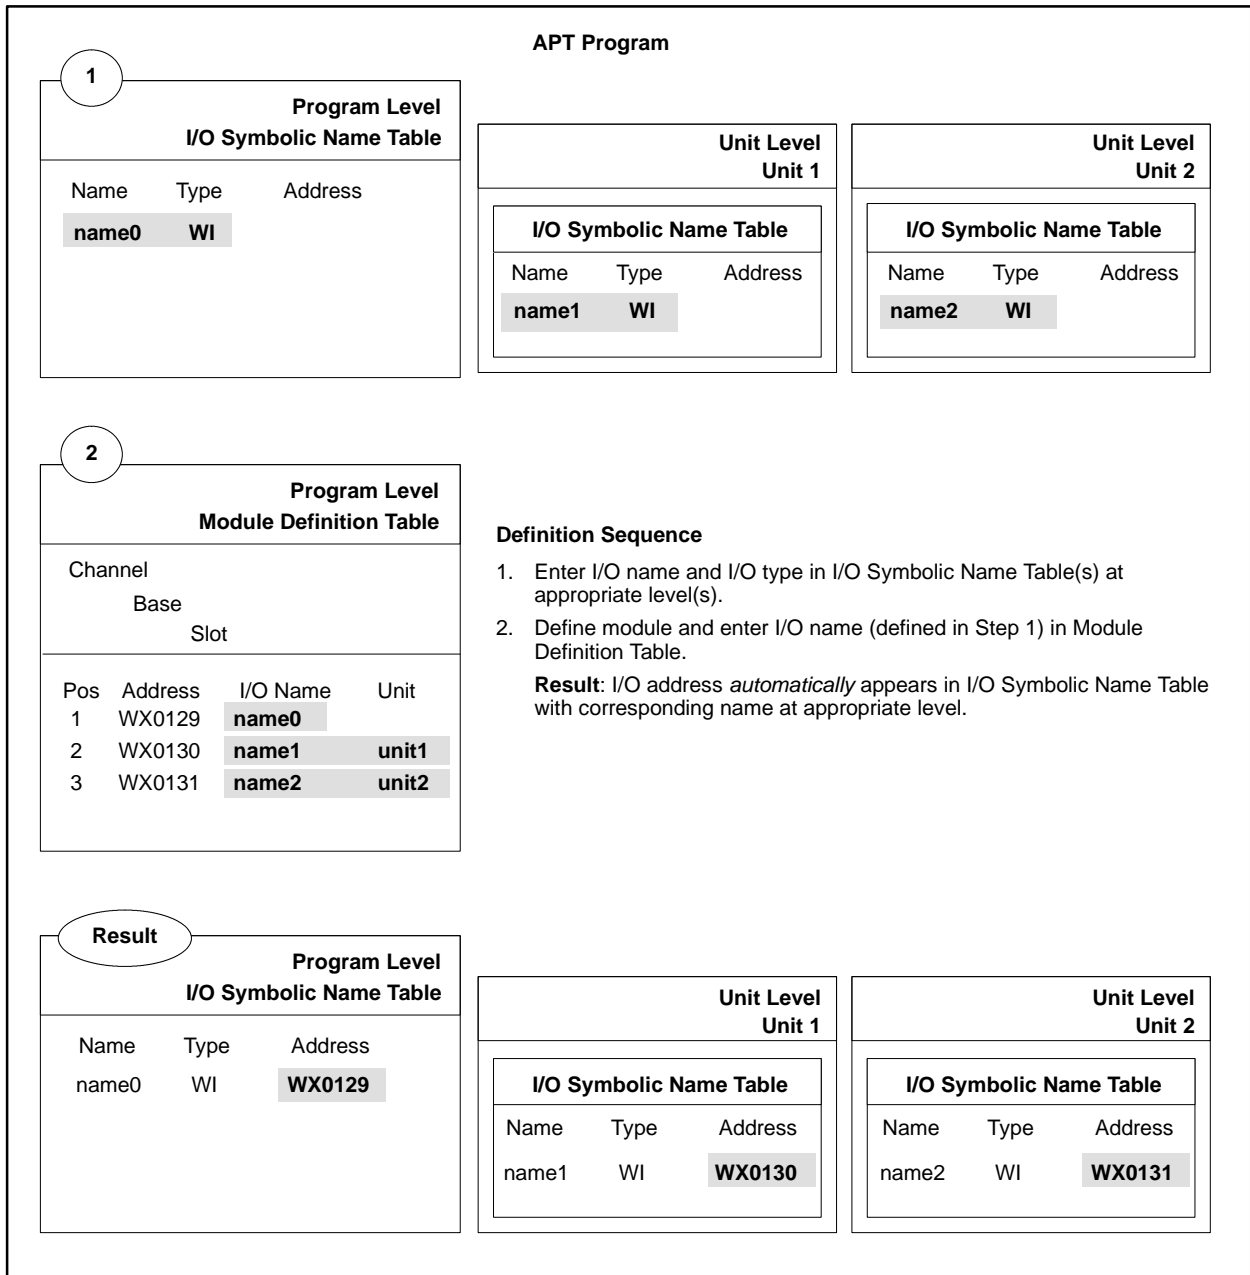 APT Program
1
Program Level
I/O Symbolic Name Table
Name Type Address
name0 WI
Unit Level
Unit 1
I/O Symbolic Name Table
Name Type Address
name1 WI
Unit Level
Unit 2
I/O Symbolic Name Table
Name Type Address
name2 WI
2
Program Level
Module Definition Table
Channel
Base
Slot
Pos Address I/O Name Unit
1 WX0129 name0
2 WX0130 name1 unit1
3 WX0131 name2 unit2
Definition Sequence
1. Enter I/O name and I/O type in I/O Symbolic Name Table(s) at
appropriate level(s).
2. Define module and enter I/O name (defined in Step 1) in Module
Definition Table.
Result: I/O address automatically appears in I/O Symbolic Name Table
with corresponding name at appropriate level.
Result
Program Level
I/O Symbolic Name Table
Name Type Address
name0 WI WX0129
Unit Level
Unit 1
I/O Symbolic Name Table
Name Type Address
name1 WI WX0130
Unit Level
Unit 2
I/O Symbolic Name Table
Name Type Address
name2 WI WX0131